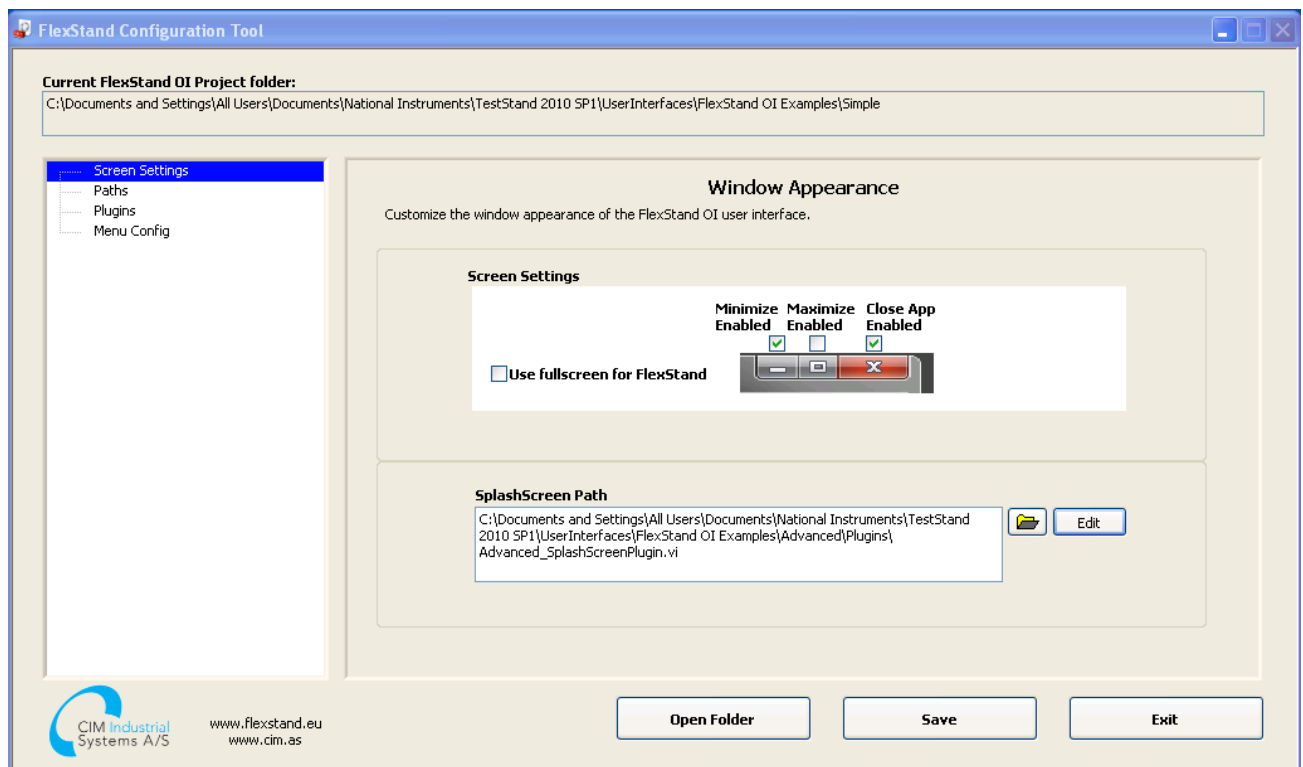 FlexStand Configuration Tool
Current FlexStand OI Project folder:
C:\Documents and Settings\All Users\Documents\National Instruments\TestStand 2010 SP1\UserInterfaces\FlexStand OI Examples\Simple
Screen Settings
Paths
Plugins
Menu Config
Window Appearance
Customize the window appearance of the FlexStand OI user interface.
Screen Settings
Minimize Maximize Close App
Enabled Enabled Enabled
Use fullscreen for FlexStand
SplashScreen Path
C:\Documents and Settings\All Users\Documents\National Instruments\TestStand
2010 SP1\UserInterfaces\FlexStand OI Examples\Advanced\Plugins\
Advanced_SplashScreenPlugin.vi
Edit
CIM Industrial
Systems A/S
www.flexstand.eu
www.cim.as
Open Folder
Save
Exit